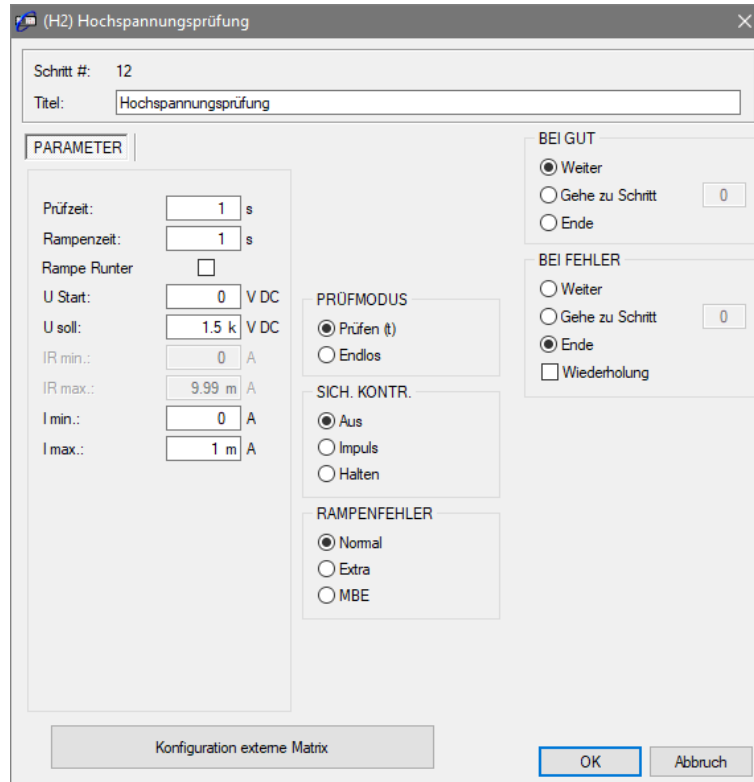 (H2) Hochspannungsprüfung
Schritt #: 12
Titel: Hochspannungsprüfung
PARAMETER
Prüfzeit: 1 s
Rampenzeit: 1 s
Rampe Runter
U Start: 0 V DC
U soll: 1.5 k V DC
IR min.: 0 A
IR max.: 9.99 m A
I min.: 0 A
I max.: 1 m A
PRÜFMODUS
Prüfen (t)
Endlos
SICH. KONTR.
Aus
Impuls
Halten
RAMPENFEHLER
Normal
Extra
MBE
BEI GUT
Weiter
Gehe zu Schritt 0
Ende
BEI FEHLER
Weiter
Gehe zu Schritt 0
Ende
Wiederholung
Konfiguration externe Matrix
OK Abbruch